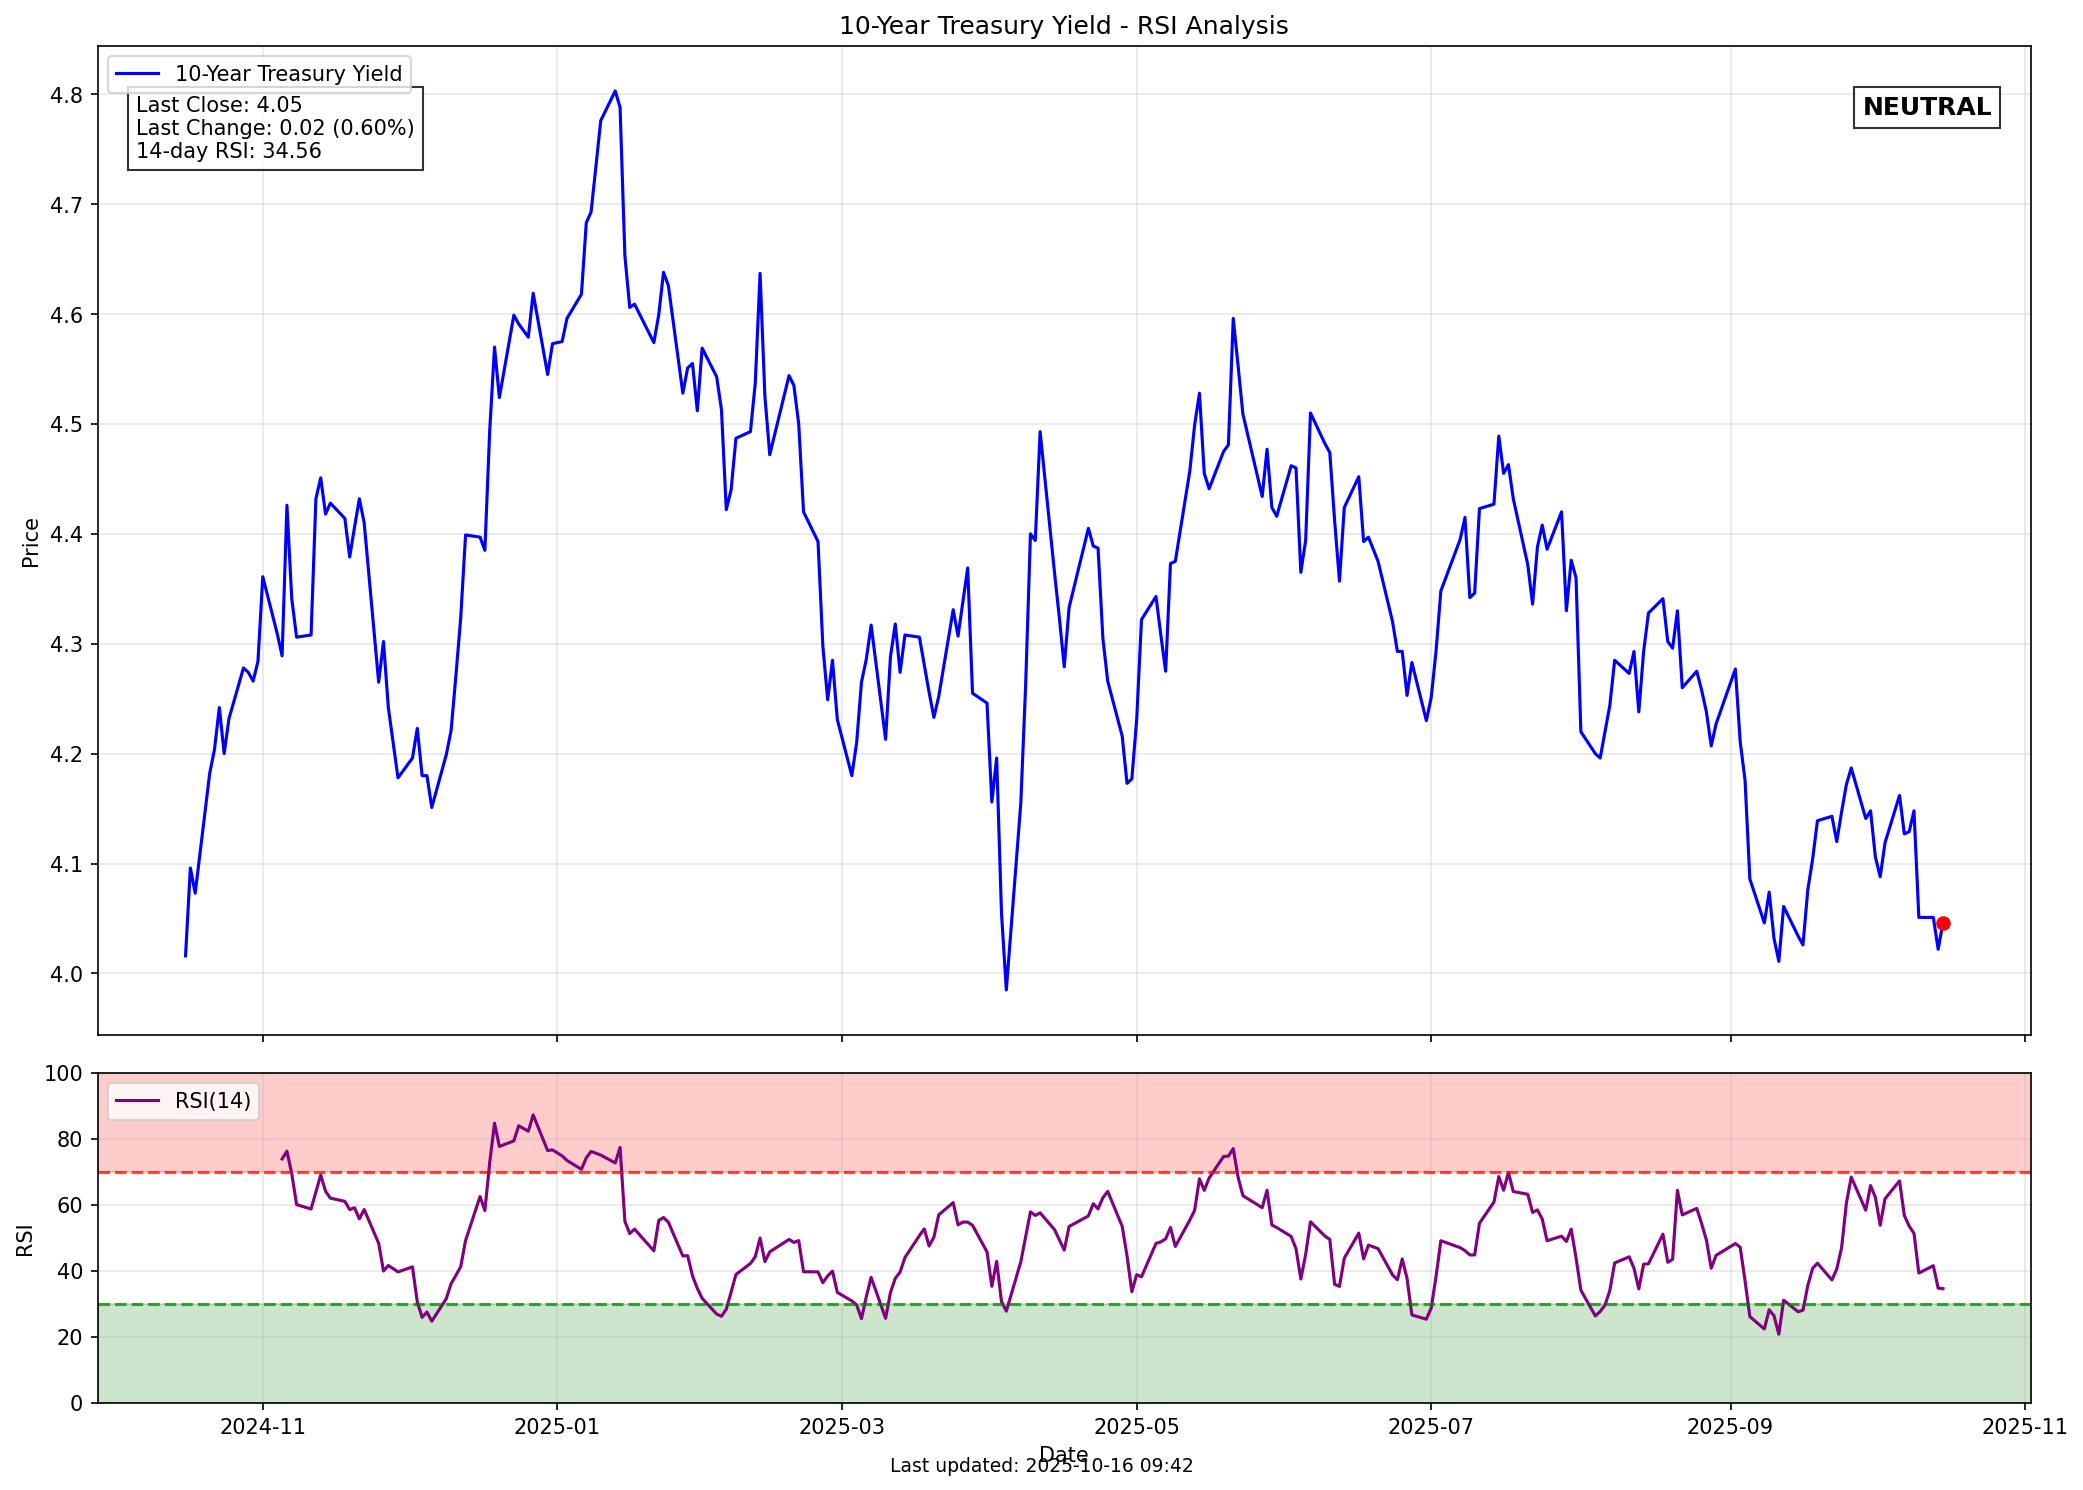 10-Year Treasury Yield - RSI Analysis
10-Year Treasury Yield
Last Close: 4.05
Last Change: 0.02 (0.60%)
14-day RSI: 34.56
NEUTRAL
4.8
4.7
4.6
4.5
4.4
4.3
4.2
4.1
4.0
Price
RSI(14)
100
80
60
40
20
0
RSI
2024-11
2025-01
2025-03
2025-05
2025-07
2025-09
2025-11
Date
Last updated: 2025-10-16 09:42